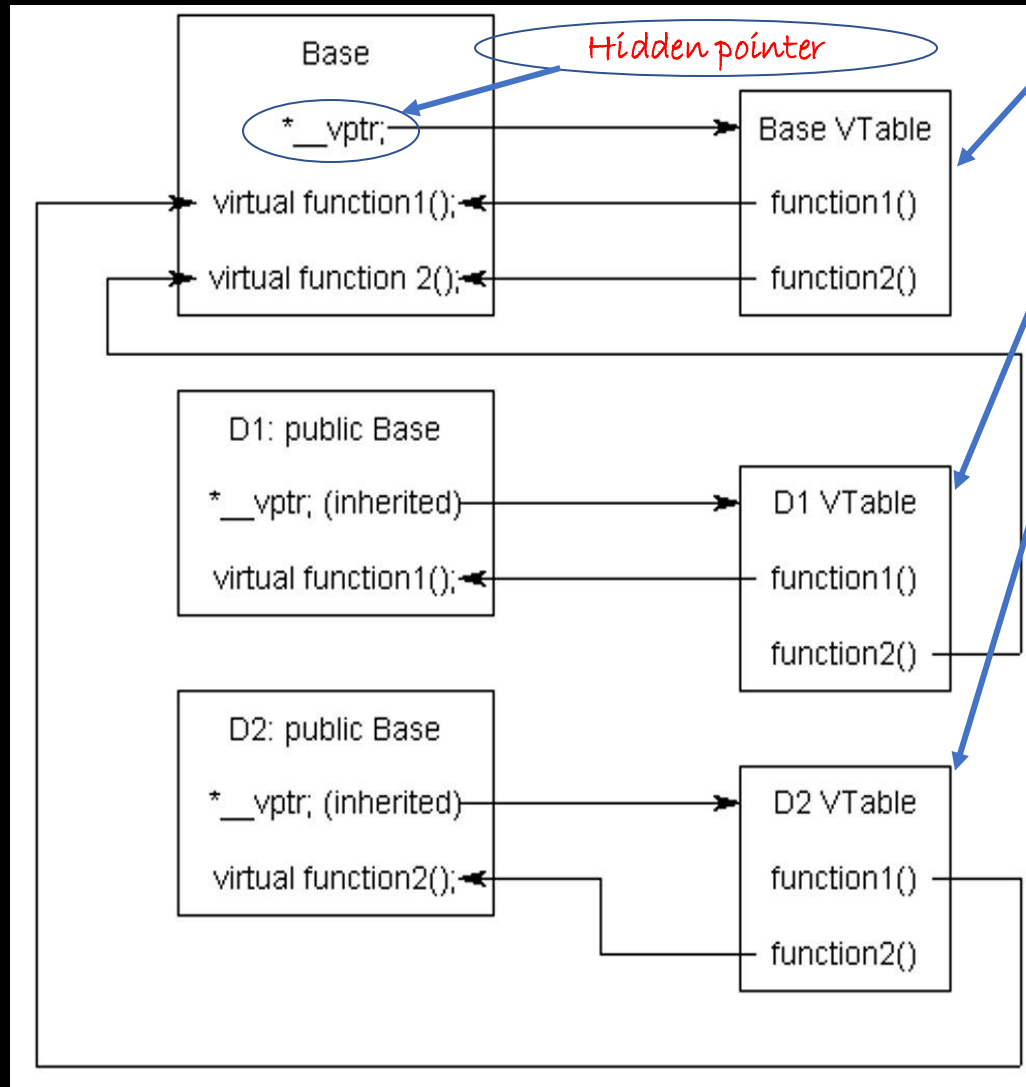 Base
Hidden pointer
*__vptr;
Base VTable
virtual function1();
function1()
virtual function 2();
function2()
D1: public Base
*__vptr; (inherited)
D1 VTable
virtual function1();
function1()
function2()
D2: public Base
*__vptr; (inherited)
D2 VTable
virtual function2();
function1()
function2()